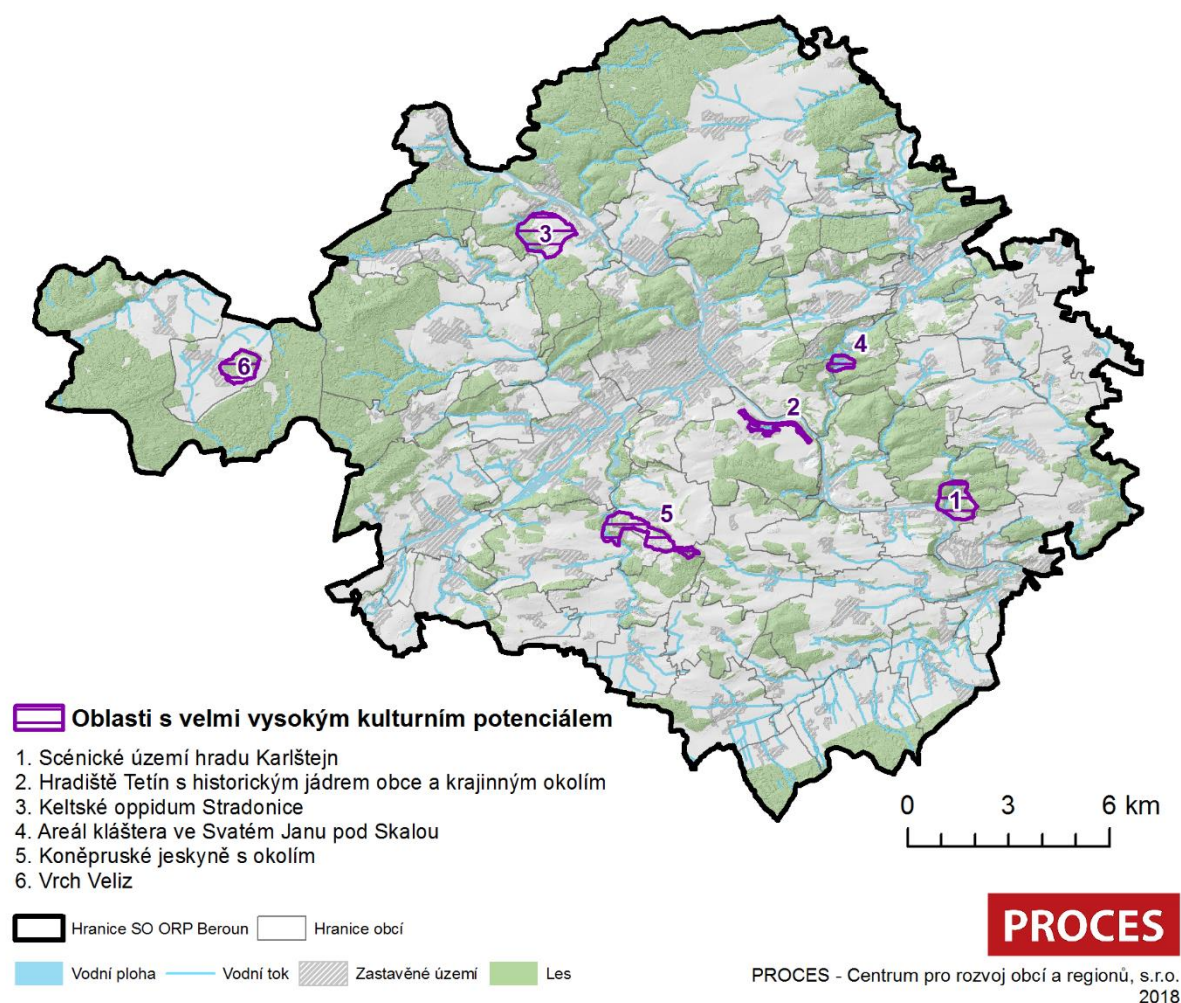 3
6
4
2
1
5
Oblasti s velmi vysokým kulturním potenciálem
1. Scénické území hradu Karlštejn
2. Hradiště Tetín s historickým jádrem obce a krajinným okolím
3. Keltské oppidum Stradonice
4. Areál kláštera ve Svatém Janu pod Skalou
5. Koněpruské jeskyně s okolím
6. Vrch Veliz
0 3 6 km
Hranice SO ORP Beroun Hranice obcí
Vodní plocha Vodní tok Zastavěné území Les
PROCES
PROCES - Centrum pro rozvoj obcí a regionů, s.r.o.
2018